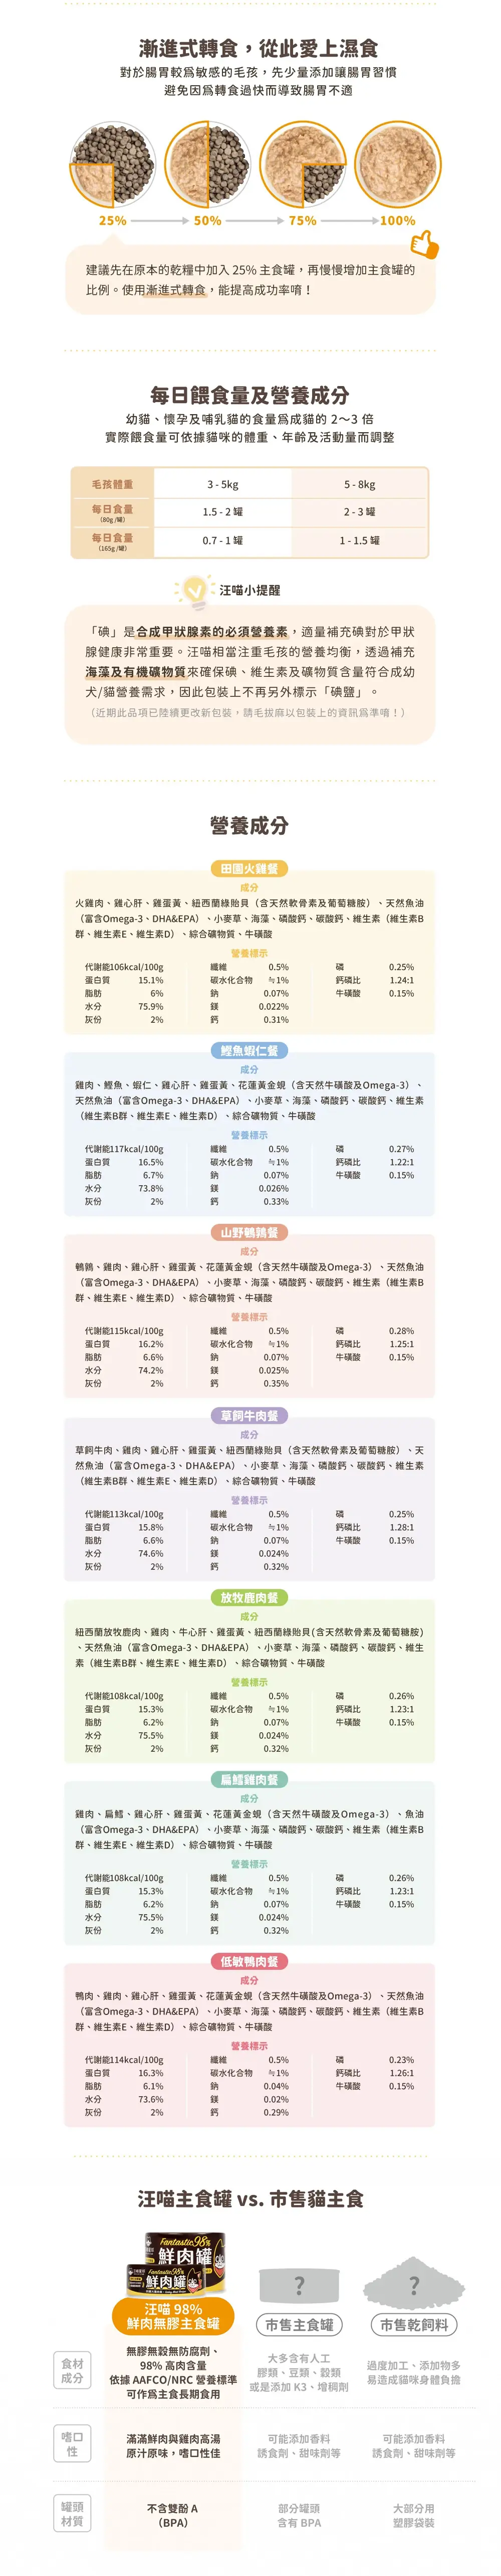 漸進式轉食，從此愛上濕食
對於腸胃較為敏感的毛孩，先少量添加讓腸胃習慣
避免因為轉食過快而導致腸胃不適
25% 50% 75% 100%
建議先在原本的乾糧中加入 25% 主食罐，再慢慢增加主食罐的
比例。使用漸進式轉食，能提高成功率唷！
每日餵食量及營養成分
幼貓、懷孕及哺乳貓的食量為成貓的 2～3 倍
實際餵食量可依據貓咪的體重、年齡及活動量而調整
毛孩體重 3 - 5kg 5 - 8kg
每日食量 1.5 - 2 罐 2 - 3 罐
（80g /罐）
每日食量 0.7 - 1 罐 1 - 1.5 罐
（165g /罐）
汪喵小提醒
「碘」是合成甲狀腺素的必須營養素，適量補充碘對於甲狀
腺健康非常重要。汪喵相當注重毛孩的營養均衡，透過補充
海藻及有機礦物質來確保碘、維生素及礦物質含量符合成幼
犬/貓營養需求，因此包裝上不再另外標示「碘鹽」。
（近期此品項已陸續更改新包裝，請毛拔麻以包裝上的資訊為準唷！）
營養成分
田園火雞餐
成分
火雞肉、雞心肝、雞蛋黃、紐西蘭綠貽貝（含天然軟骨素及葡萄糖胺）、天然魚油
（富含Omega-3、DHA&EPA）、小麥草、海藻、磷酸鈣、碳酸鈣、維生素（維生素B
群、維生素E、維生素D）、綜合礦物質、牛磺酸
營養標示
代謝能106kcal/100g 纖維 0.5% 磷 0.25%
蛋白質 15.1% 碳水化合物 ≒1% 鈣磷比 1.24:1
脂肪 6% 鈉 0.07% 牛磺酸 0.15%
水分 75.9% 鎂 0.022%
灰份 2% 鈣 0.31%
鰹魚蝦仁餐
成分
雞肉、鰹魚、蝦仁、雞心肝、雞蛋黃、花蓮黃金蜆（含天然牛磺酸及Omega-3）、
天然魚油（富含Omega-3、DHA&EPA）、小麥草、海藻、磷酸鈣、碳酸鈣、維生素
（維生素B群、維生素E、維生素D）、綜合礦物質、牛磺酸
營養標示
代謝能117kcal/100g 纖維 0.5% 磷 0.27%
蛋白質 16.5% 碳水化合物 ≒1% 鈣磷比 1.22:1
脂肪 6.7% 鈉 0.07% 牛磺酸 0.15%
水分 73.8% 鎂 0.026%
灰份 2% 鈣 0.33%
山野鵪鶉餐
成分
鵪鶉、雞肉、雞心肝、雞蛋黃、花蓮黃金蜆（含天然牛磺酸及Omega-3）、天然魚油
（富含Omega-3、DHA&EPA）、小麥草、海藻、磷酸鈣、碳酸鈣、維生素（維生素B
群、維生素E、維生素D）、綜合礦物質、牛磺酸
營養標示
代謝能115kcal/100g 纖維 0.5% 磷 0.28%
蛋白質 16.2% 碳水化合物 ≒1% 鈣磷比 1.25:1
脂肪 6.6% 鈉 0.07% 牛磺酸 0.15%
水分 74.2% 鎂 0.025%
灰份 2% 鈣 0.35%
草飼牛肉餐
成分
草飼牛肉、雞肉、雞心肝、雞蛋黃、紐西蘭綠貽貝（含天然軟骨素及葡萄糖胺）、天
然魚油（富含Omega-3、DHA&EPA）、小麥草、海藻、磷酸鈣、碳酸鈣、維生素
（維生素B群、維生素E、維生素D）、綜合礦物質、牛磺酸
營養標示
代謝能113kcal/100g 纖維 0.5% 磷 0.25%
蛋白質 15.8% 碳水化合物 ≒1% 鈣磷比 1.28:1
脂肪 6.6% 鈉 0.07% 牛磺酸 0.15%
水分 74.6% 鎂 0.024%
灰份 2% 鈣 0.32%
放牧鹿肉餐
成分
紐西蘭放牧鹿肉、雞肉、牛心肝、雞蛋黃、紐西蘭綠貽貝(含天然軟骨素及葡萄糖胺)
、天然魚油（富含Omega-3、DHA&EPA）、小麥草、海藻、磷酸鈣、碳酸鈣、維生
素（維生素B群、維生素E、維生素D）、綜合礦物質、牛磺酸
營養標示
代謝能108kcal/100g 纖維 0.5% 磷 0.26%
蛋白質 15.3% 碳水化合物 ≒1% 鈣磷比 1.23:1
脂肪 6.2% 鈉 0.07% 牛磺酸 0.15%
水分 75.5% 鎂 0.024%
灰份 2% 鈣 0.32%
扁鱈雞肉餐
成分
雞肉、扁鱈、雞心肝、雞蛋黃、花蓮黃金蜆（含天然牛磺酸及Omega-3）、魚油
（富含Omega-3、DHA&EPA）、小麥草、海藻、磷酸鈣、碳酸鈣、維生素（維生素B
群、維生素E、維生素D）、綜合礦物質、牛磺酸
營養標示
代謝能108kcal/100g 纖維 0.5% 磷 0.26%
蛋白質 15.3% 碳水化合物 ≒1% 鈣磷比 1.23:1
脂肪 6.2% 鈉 0.07% 牛磺酸 0.15%
水分 75.5% 鎂 0.024%
灰份 2% 鈣 0.32%
低敏鴨肉餐
成分
鴨肉、雞肉、雞心肝、雞蛋黃、花蓮黃金蜆（含天然牛磺酸及Omega-3）、天然魚油
（富含Omega-3、DHA&EPA）、小麥草、海藻、磷酸鈣、碳酸鈣、維生素（維生素B
群、維生素E、維生素D）、綜合礦物質、牛磺酸
營養標示
代謝能114kcal/100g 纖維 0.5% 磷 0.23%
蛋白質 16.3% 碳水化合物 ≒1% 鈣磷比 1.26:1
脂肪 6.1% 鈉 0.04% 牛磺酸 0.15%
水分 73.6% 鎂 0.02%
灰份 2% 鈣 0.29%
汪喵主食罐 vs. 市售貓主食
Fantastic98%
鮮肉罐
Fantastic98%
鮮肉罐
? ?
汪喵 98%
鮮肉無膠主食罐
市售主食罐 市售乾飼料
食材
成分
無膠無穀無防腐劑、
98% 高肉含量
依據 AAFCO/NRC 營養標準
可作為主食長期食用
大多含有人工
膠類、豆類、穀類
或是添加 K3、增稠劑
過度加工、添加物多
易造成貓咪身體負擔
嗜口
性
滿滿鮮肉與雞肉高湯
原汁原味，嗜口性佳
可能添加香料
誘食劑、甜味劑等
可能添加香料
誘食劑、甜味劑等
罐頭
材質
不含雙酚 A
（BPA）
部分罐頭
含有 BPA
大部分用
塑膠袋裝